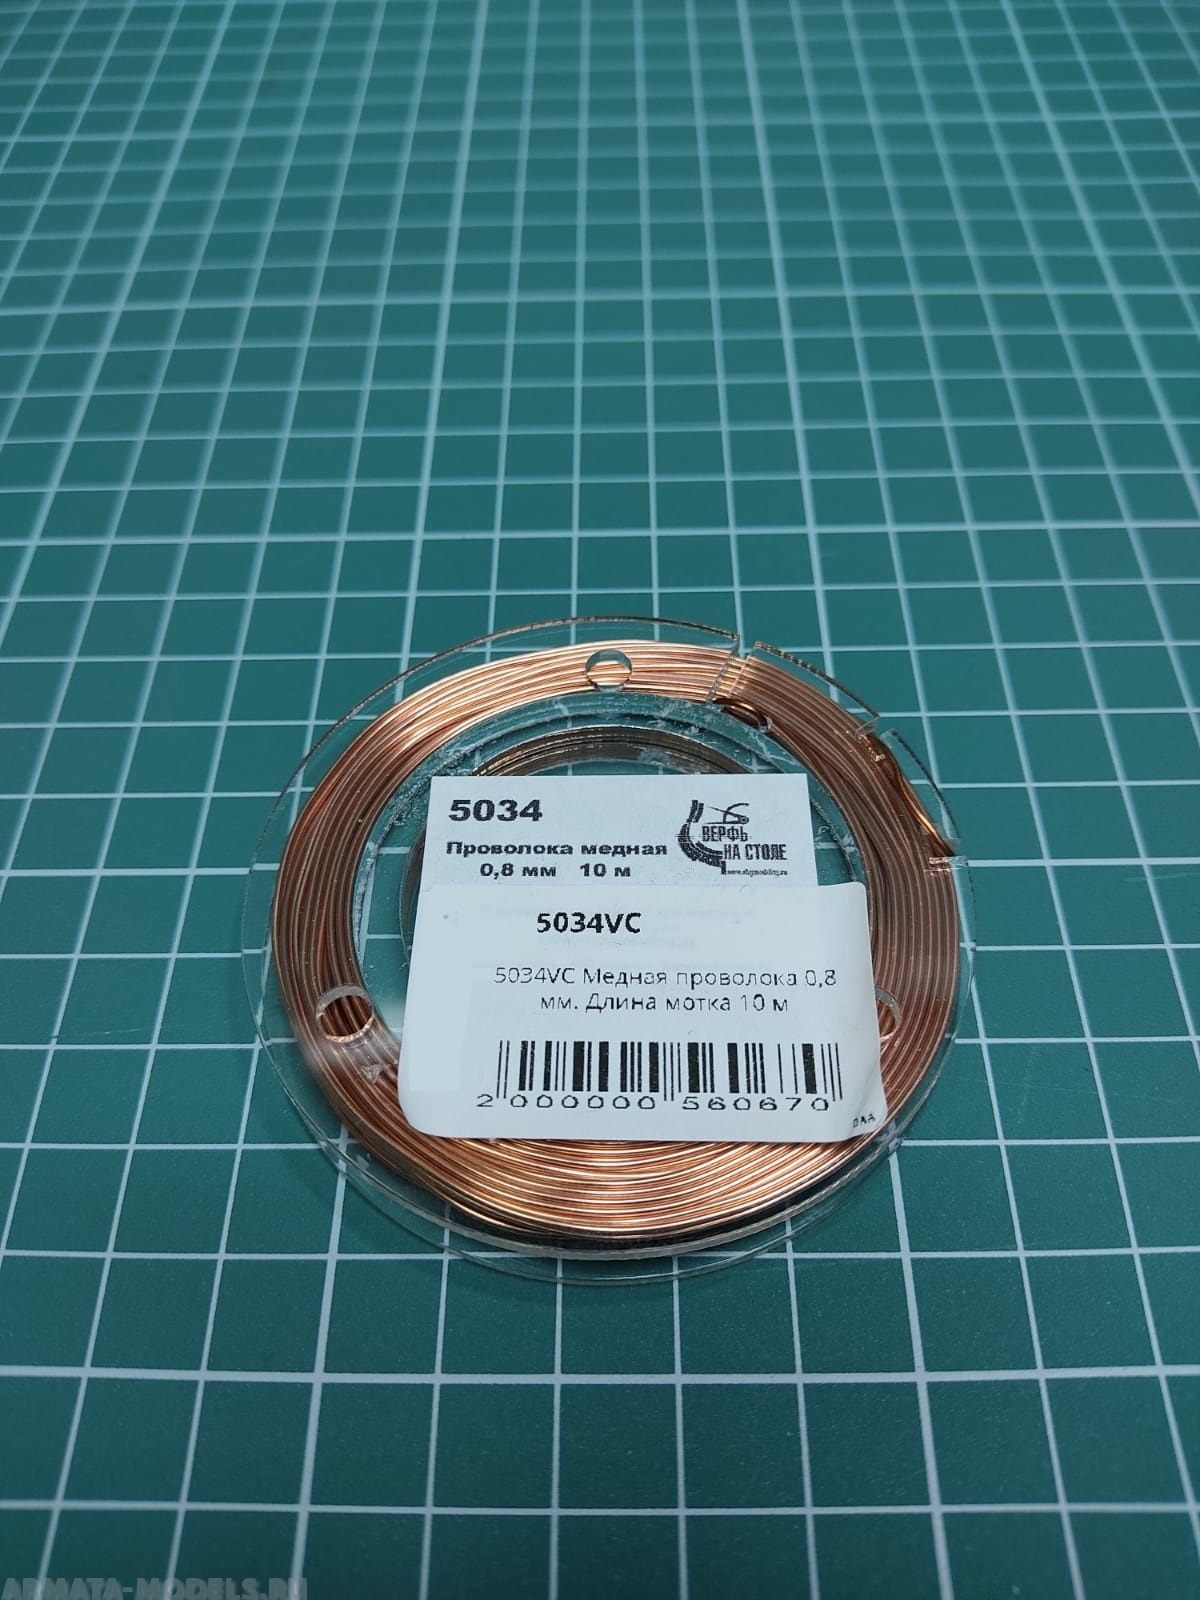 5034
ВЕРФЬ
НА СТОЛЕ
Проволока медная
0,8 мм 10 м
5034VC
5034VC Медная проволока 0,8
мм. Длина мотка 10 м
2 000000 560670
ARMATA-MODELS.RU